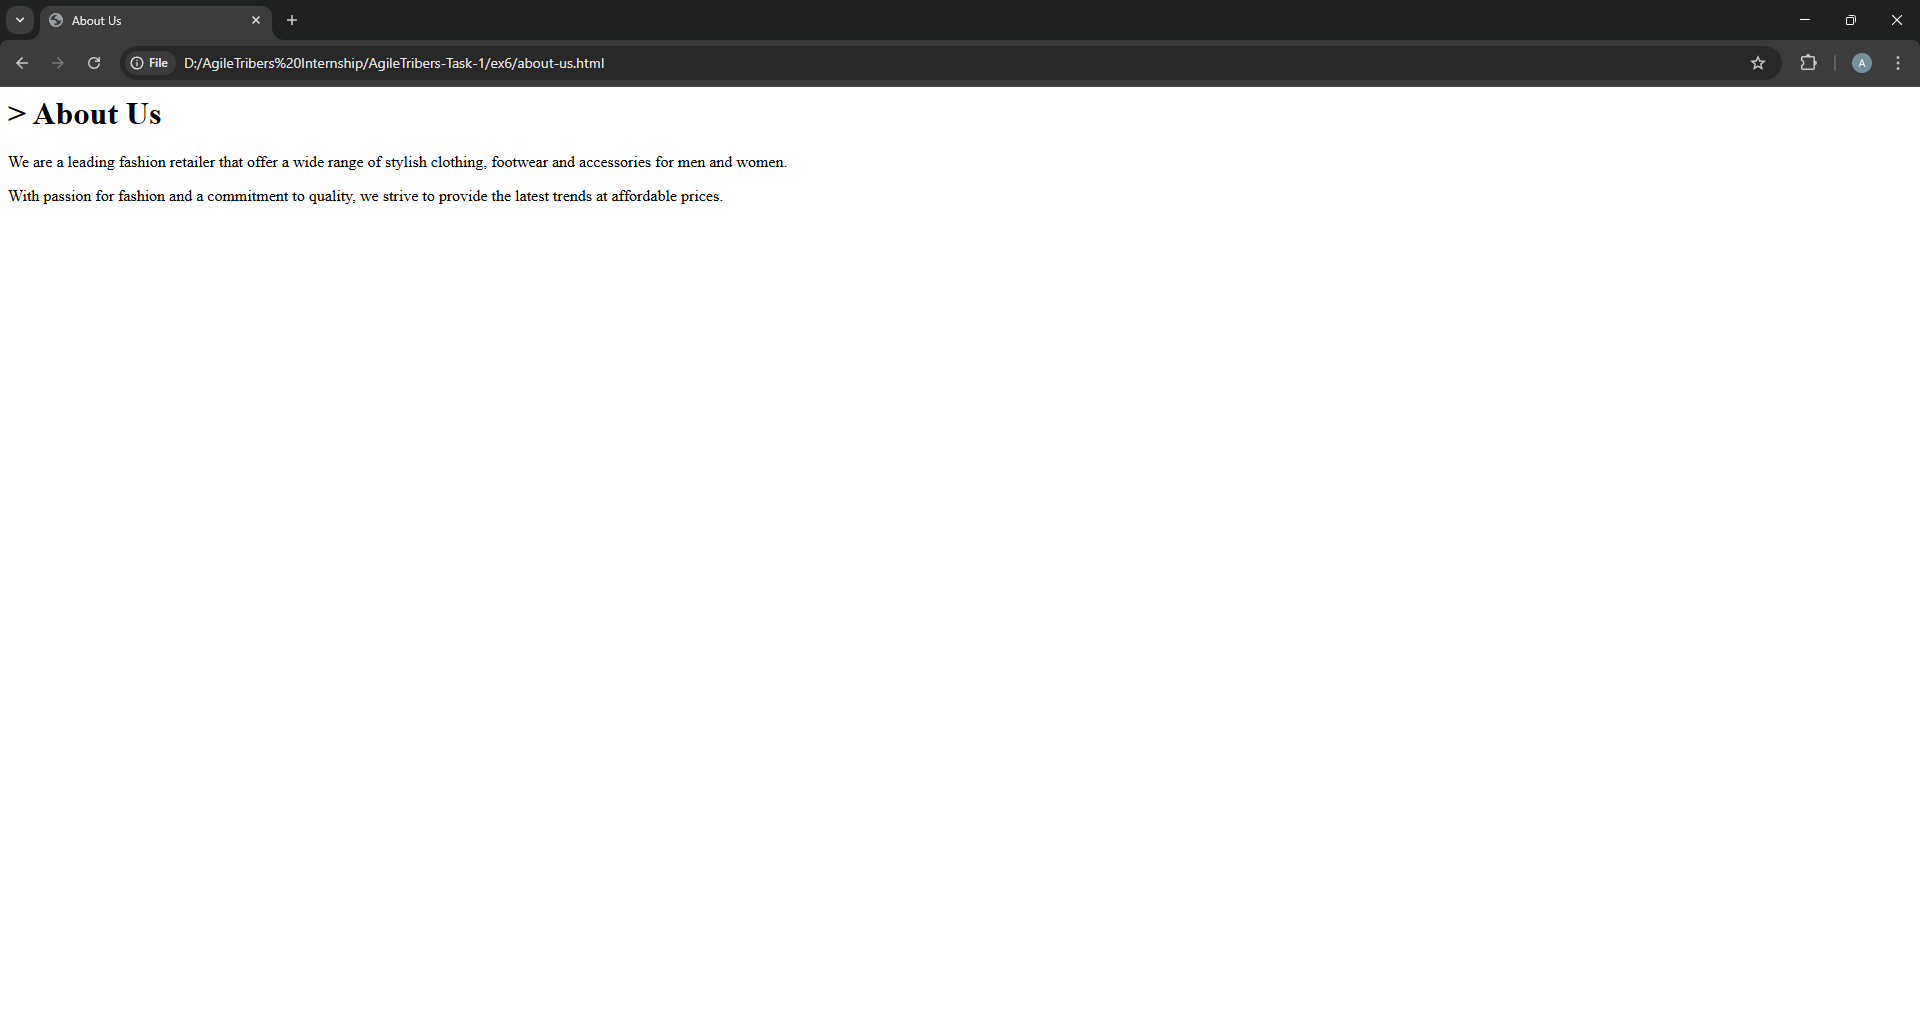 About Us
File D:/AgileTribers%20Internship/AgileTribers-Task-1/ex6/about-us.html
A
> About Us
We are a leading fashion retailer that offer a wide range of stylish clothing, footwear and accessories for men and women.
With passion for fashion and a commitment to quality, we strive to provide the latest trends at affordable prices.